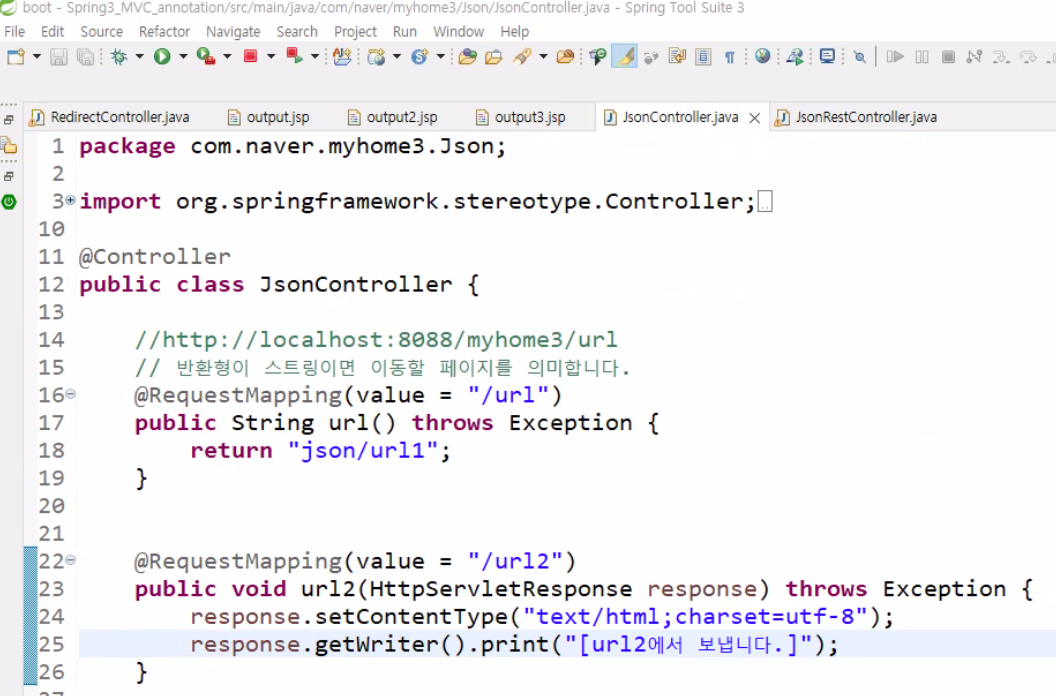 boot - Spring3_MVC_annotation/src/main/java/com/naver/myhome3/Json/JsonController.java - Spring Tool Suite 3
File Edit Source Refactor Navigate Search Project Run Window Help
RedirectController.java output.jsp output2.jsp output3.jsp JsonController.java JsonRestController.java
1 package com.naver.myhome3.Json;
2
3 import org.springframework.stereotype.Controller;
10
11 @Controller
12 public class JsonController {
13
14 //http://localhost:8088/myhome3/url
15 // 반환형이 스트링이면 이동할 페이지를 의미합니다.
16 @RequestMapping(value = "/url")
17 public String url() throws Exception {
18 return "json/url1";
19 }
20
21
22 @RequestMapping(value = "/url2")
23 public void url2(HttpServletResponse response) throws Exception {
24 response.setContentType("text/html;charset=utf-8");
25 response.getWriter().print("[url2에서 보냅니다.]");
26 }